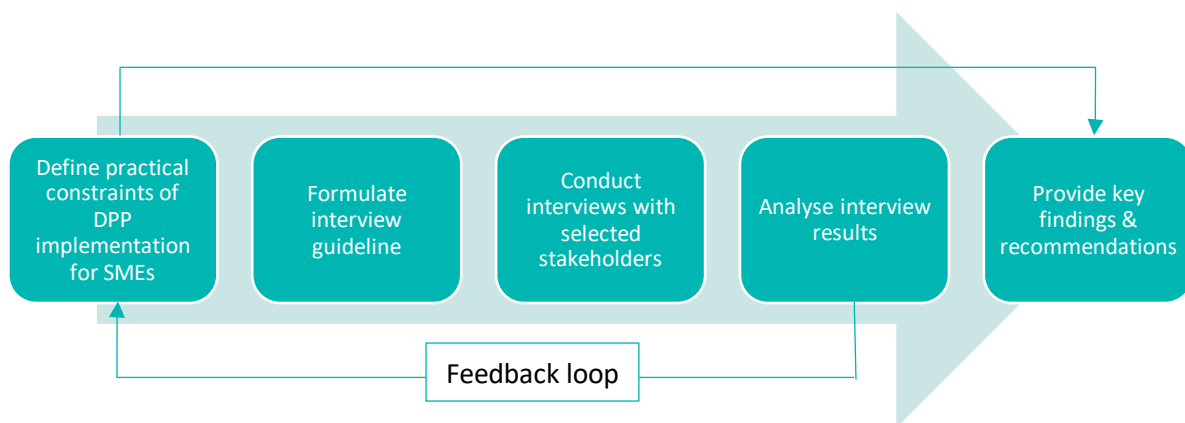 Define practical
constraints of
DPP
implementation
for SMEs
Formulate
interview
guideline
Conduct
interviews with
selected
stakeholders
Analyse interview
results
Provide key
findings &
recommendations
Feedback loop